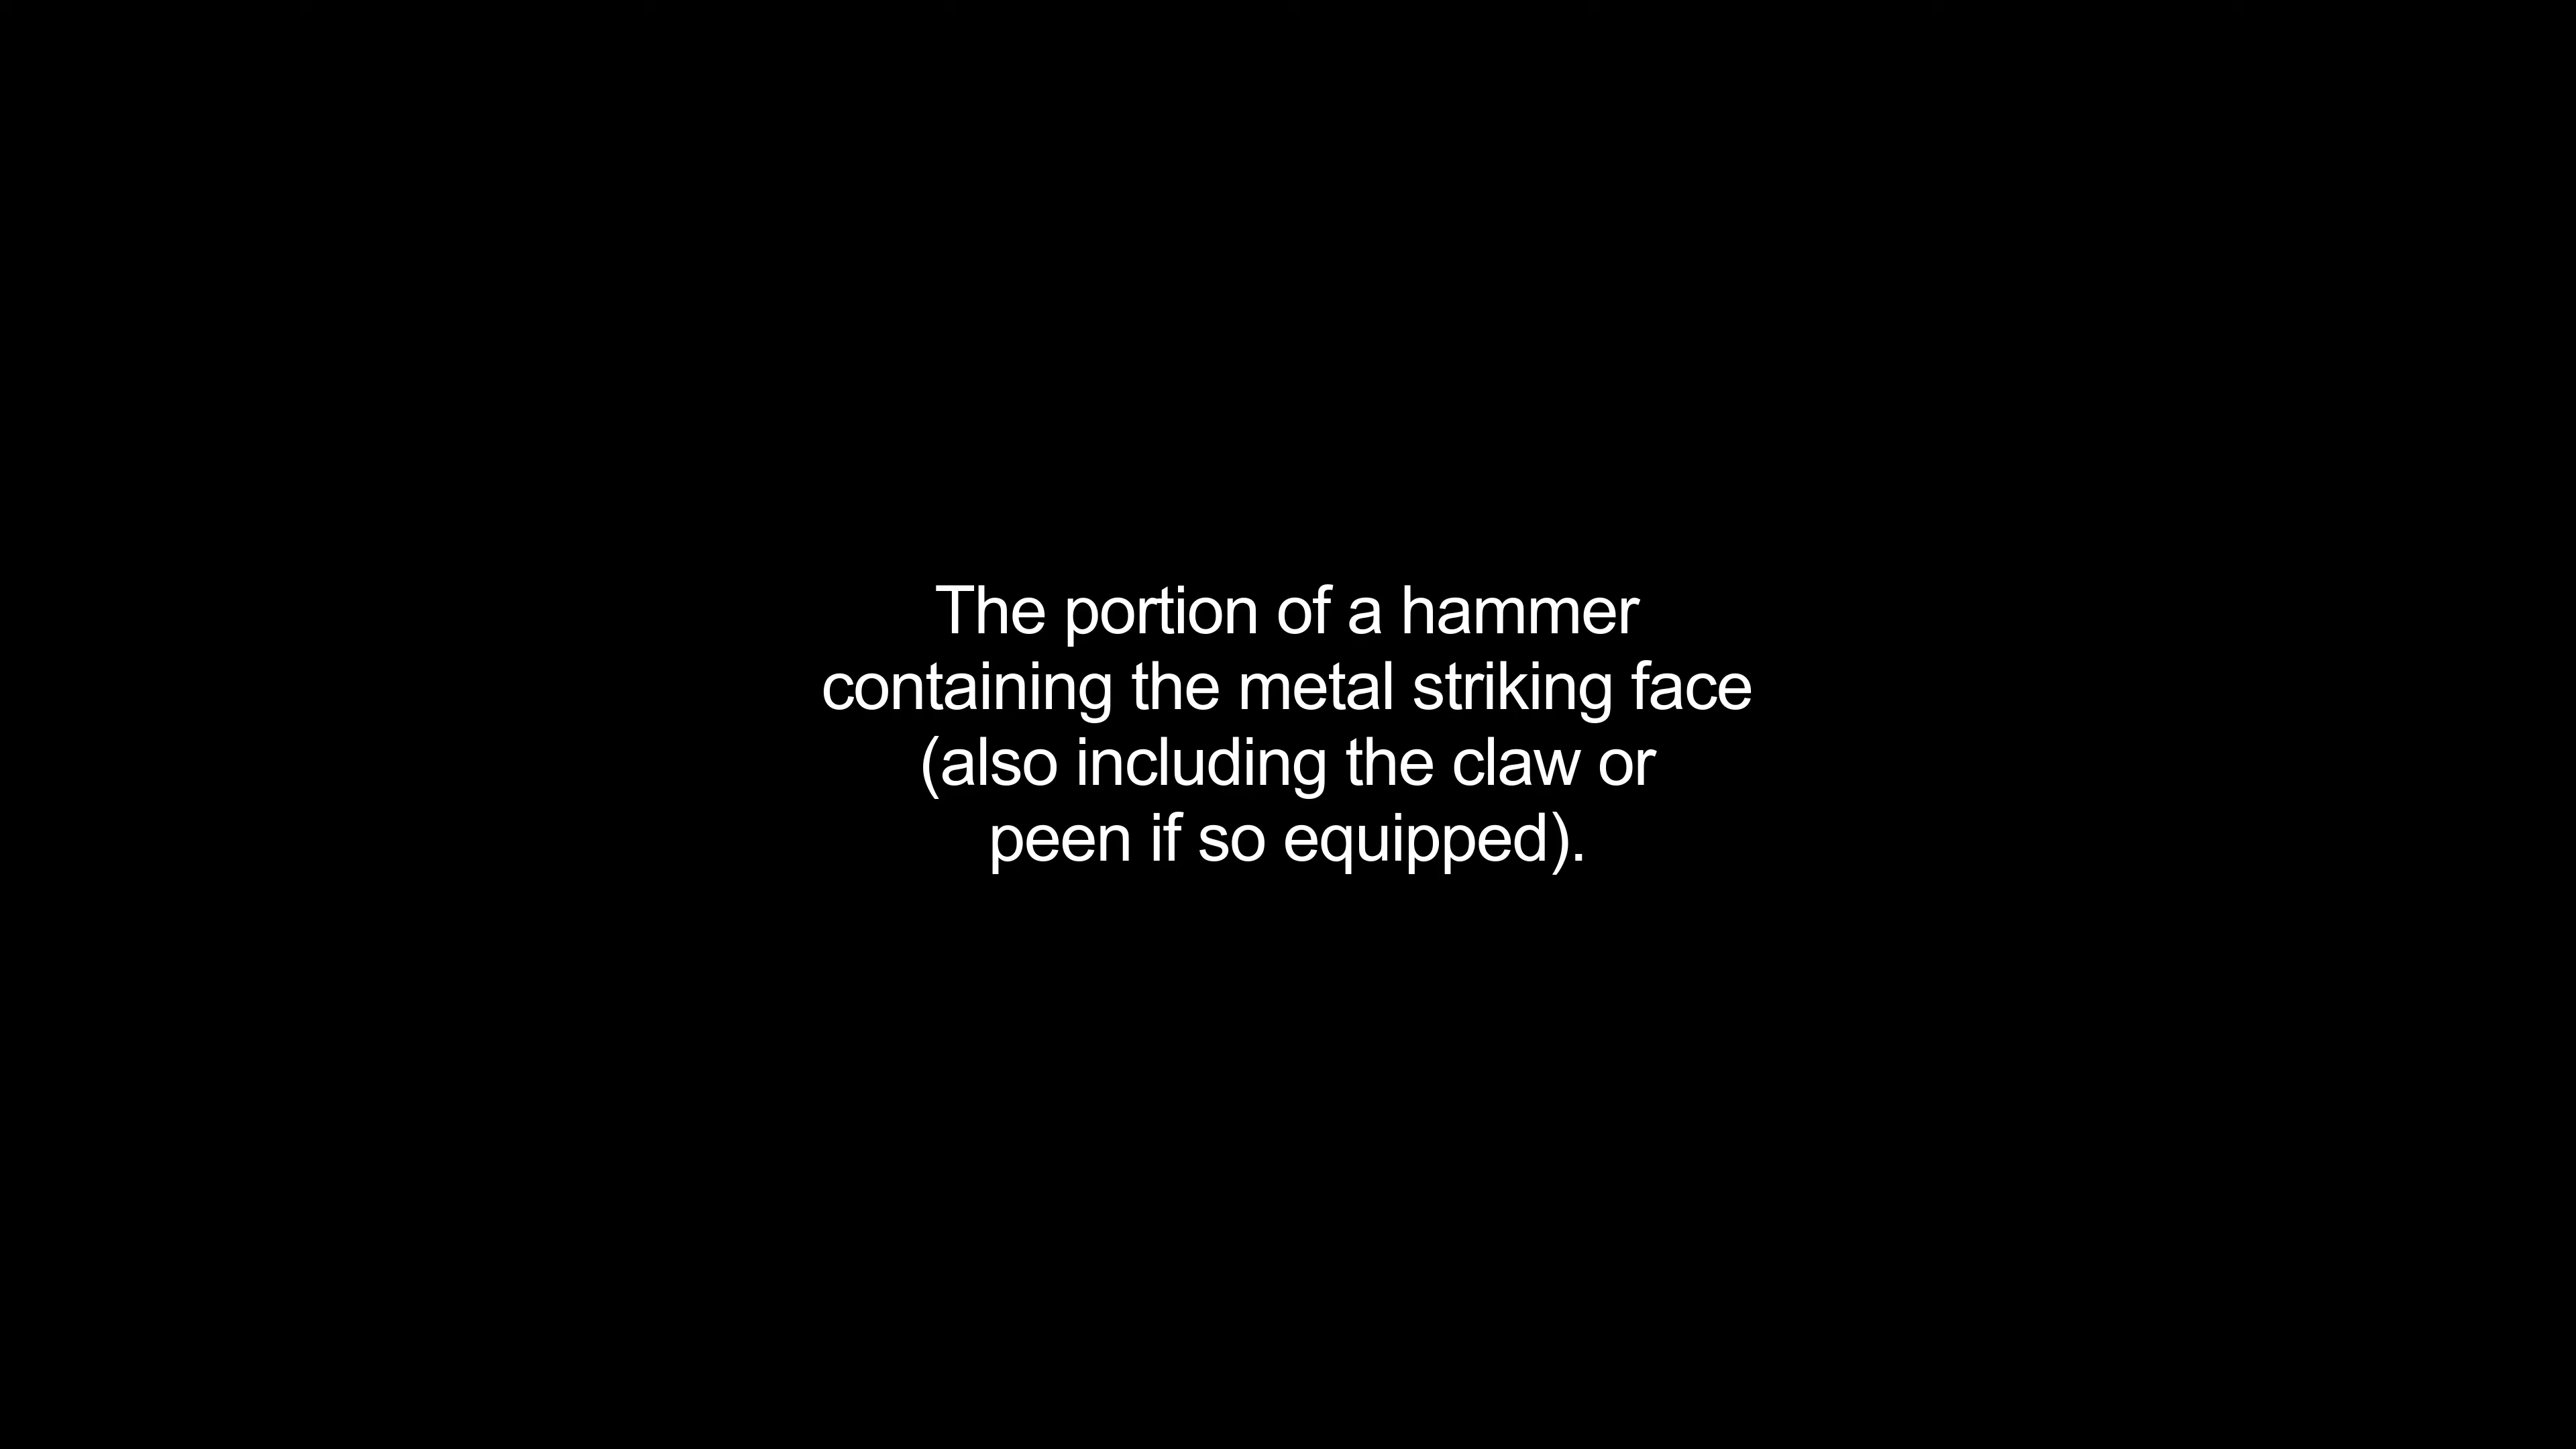 The portion of a hammer
containing the metal striking face
(also including the claw or
peen if so equipped).